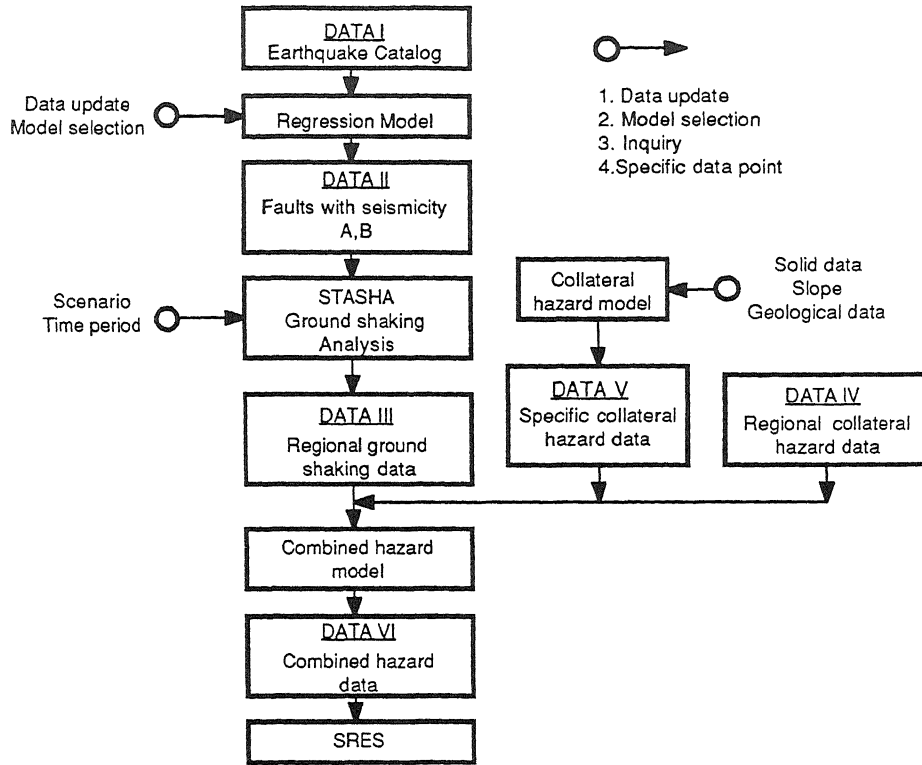 DATA I
Earthquake Catalog
Data update
Model selection
Regression Model
1. Data update
2. Model selection
3. Inquiry
4.Specific data point
DATA II
Faults with seismicity
A,B
Scenario
Time period
STASHA
Ground shaking
Analysis
Collateral
hazard model
Solid data
Slope
Geological data
DATA III
Regional ground
shaking data
DATA V
Specific collateral
hazard data
DATA IV
Regional collateral
hazard data
Combined hazard
model
DATA VI
Combined hazard
data
SRES